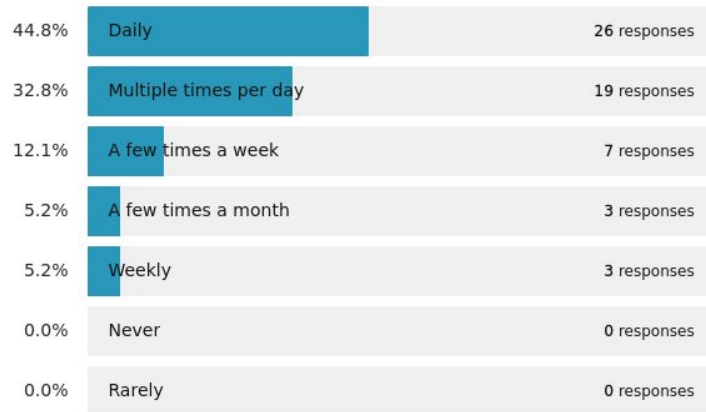 44.8% Daily 26 responses
32.8% Multiple times per day 19 responses
12.1% A few times a week 7 responses
5.2% A few times a month 3 responses
5.2% Weekly 3 responses
0.0% Never 0 responses
0.0% Rarely 0 responses